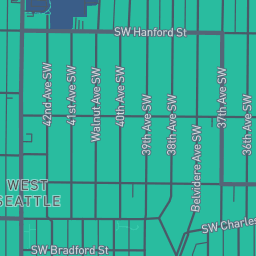 SW Hanford St
42nd Ave SW
41st Ave SW
Walnut Ave SW
40th Ave SW
39th Ave SW
38th Ave SW
Belvidere Ave SW
37th Ave SW
36th Ave SW
WEST
SEATTLE
SW Charles
SW Bradford St